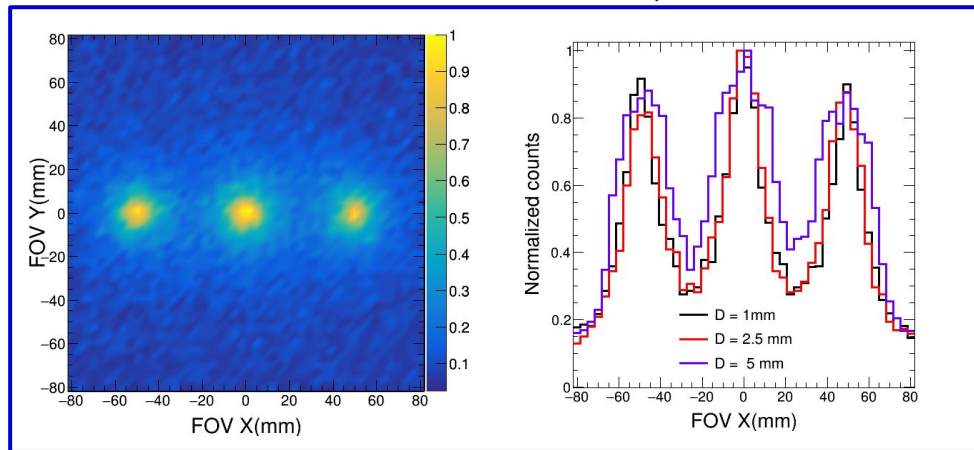 80
60
40
20
0
−20
−40
−60
−80
FOV Y(mm)
−80 −60 −40 −20 0 20 40 60 80
FOV X(mm)
1
0.9
0.8
0.7
0.6
0.5
0.4
0.3
0.2
0.1
1
0.8
0.6
0.4
0.2
0
Normalized counts
D = 1mm
D = 2.5 mm
D = 5 mm
−80 −60 −40 −20 0 20 40 60 80
FOV X(mm)